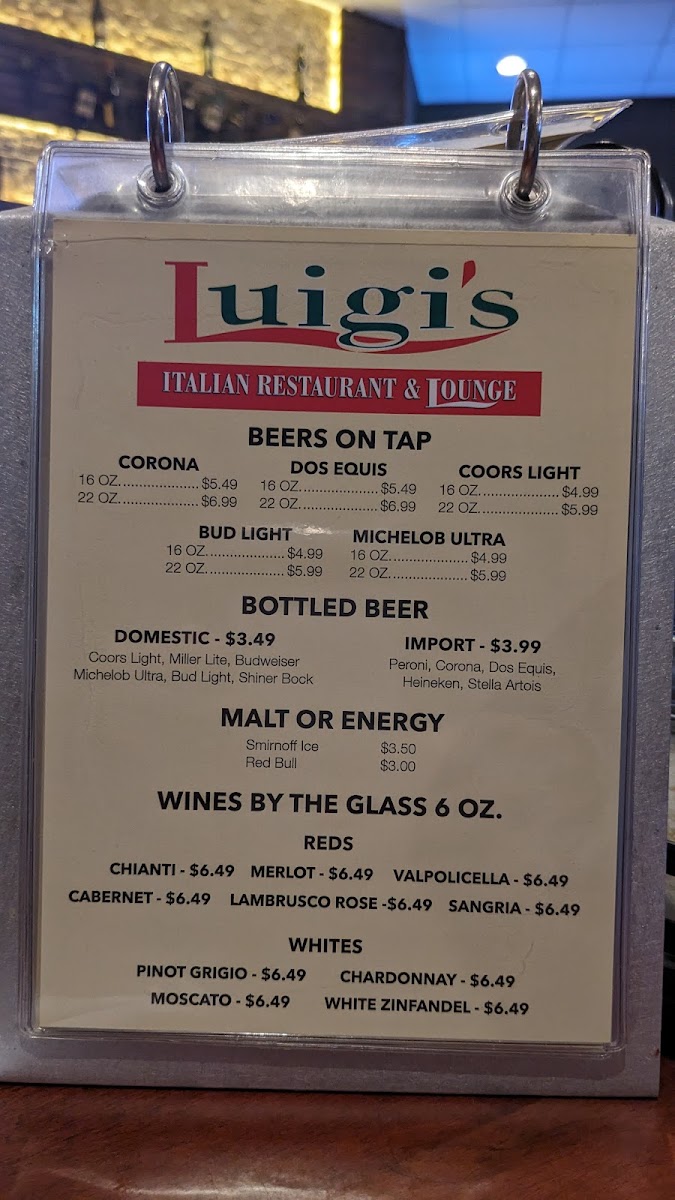 Luigi's
ITALIAN RESTAURANT & LOUNGE
BEERS ON TAP
CORONA
16 OZ.....................$5.49
22 OZ.....................$6.99
DOS EQUIS
16 OZ.....................$5.49
22 OZ.....................$6.99
COORS LIGHT
16 OZ.....................$4.99
22 OZ.....................$5.99
BUD LIGHT
16 OZ.....................$4.99
22 OZ.....................$5.99
MICHELOB ULTRA
16 OZ.....................$4.99
22 OZ.....................$5.99
BOTTLED BEER
DOMESTIC - $3.49
Coors Light, Miller Lite, Budweiser
Michelob Ultra, Bud Light, Shiner Bock
IMPORT - $3.99
Peroni, Corona, Dos Equis,
Heineken, Stella Artois
MALT OR ENERGY
Smirnoff Ice $3.50
Red Bull $3.00
WINES BY THE GLASS 6 OZ.
REDS
CHIANTI - $6.49 MERLOT - $6.49 VALPOLICELLA - $6.49
CABERNET - $6.49 LAMBRUSCO ROSE -$6.49 SANGRIA - $6.49
WHITES
PINOT GRIGIO - $6.49 CHARDONNAY - $6.49
MOSCATO - $6.49 WHITE ZINFANDEL - $6.49